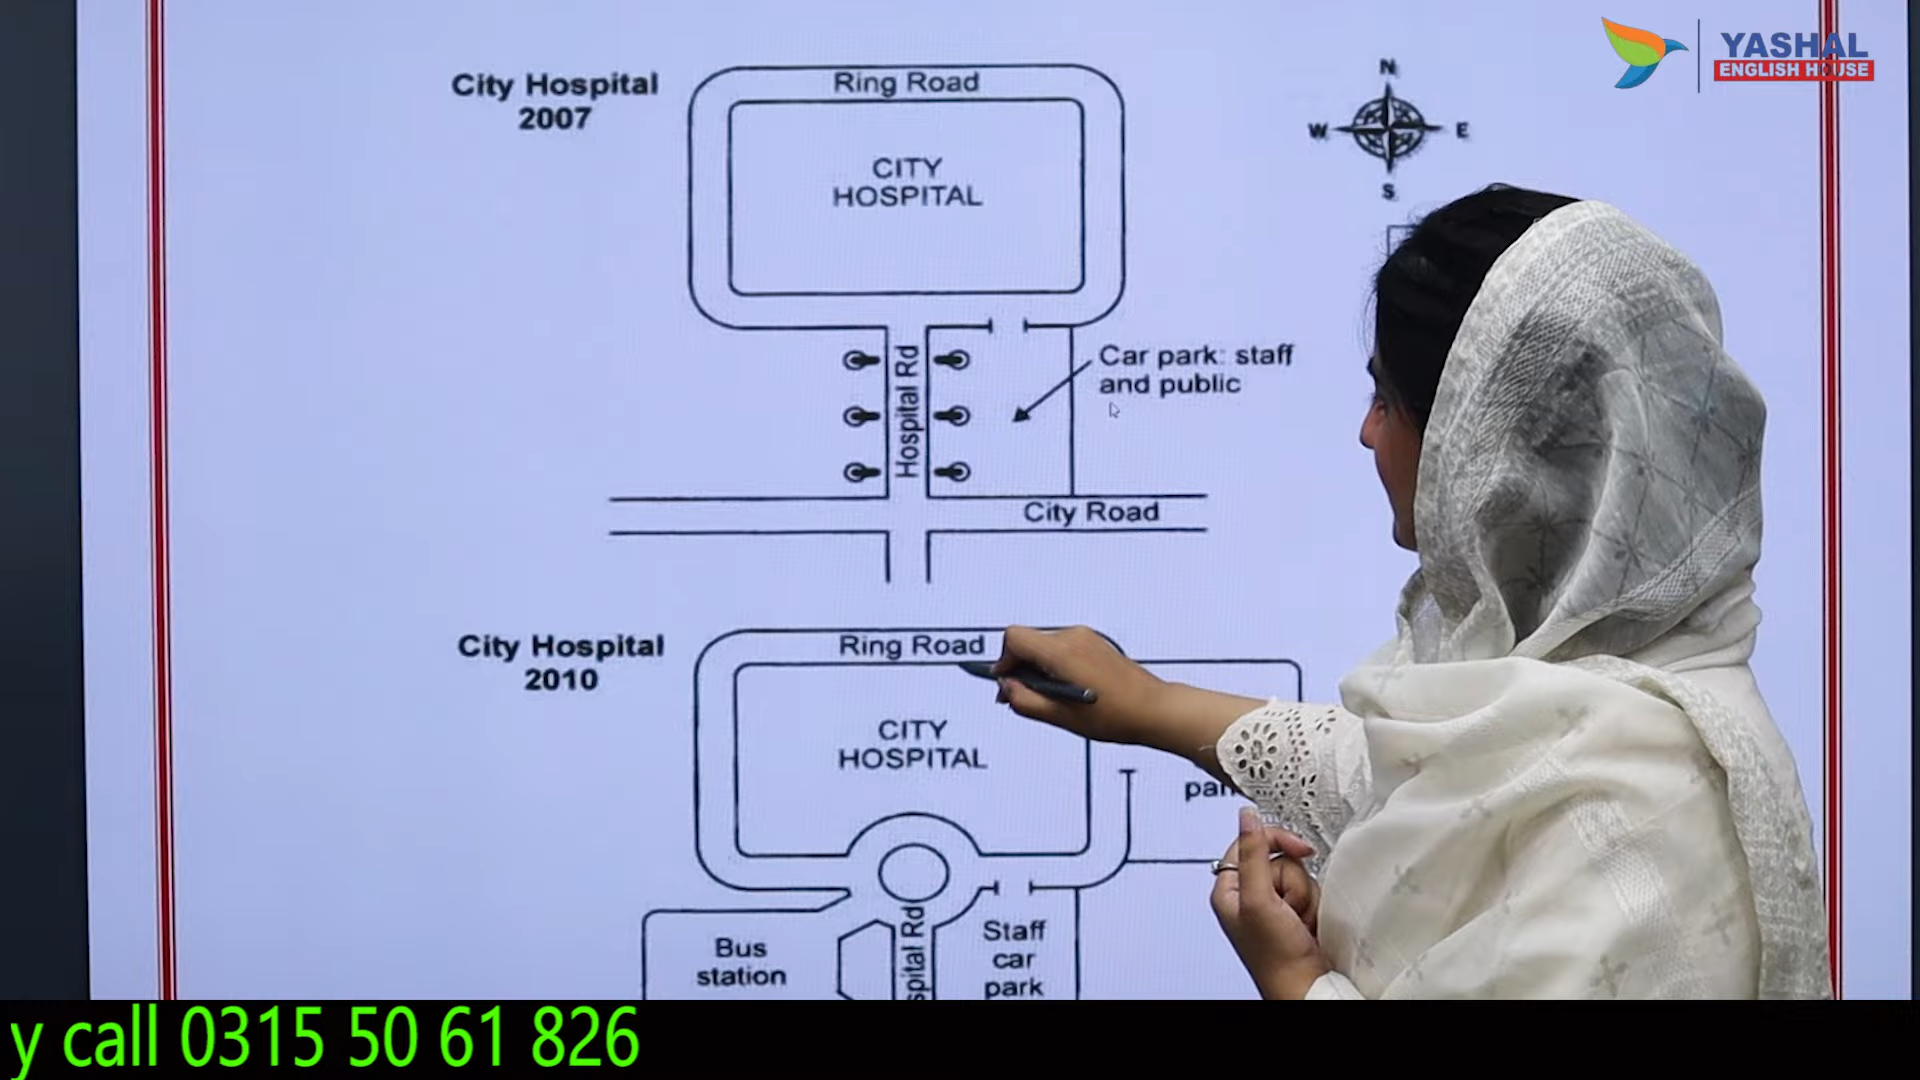 YASHAL
ENGLISH HOUSE
City Hospital
2007
Ring Road
CITY
HOSPITAL
N
W
E
S
Hospital Rd
Car park: staff
and public
City Road
City Hospital
2010
Ring Road
CITY
HOSPITAL
Bus
station
Staff
car
park
y call 0315 50 61 826